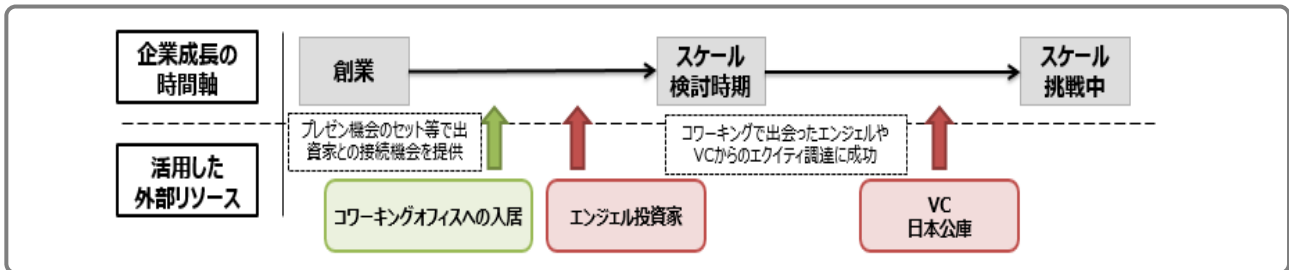 企業成長の
時間軸
創業
スケール
検討時期
スケール
挑戦中
プレゼン機会のセット等で出
資家との接続機会を提供
コワーキングで出会ったエンジェルや
VCからのエクイティ調達に成功
活用した
外部リソース
コワーキングオフィスへの入居
エンジェル投資家
VC
日本公庫